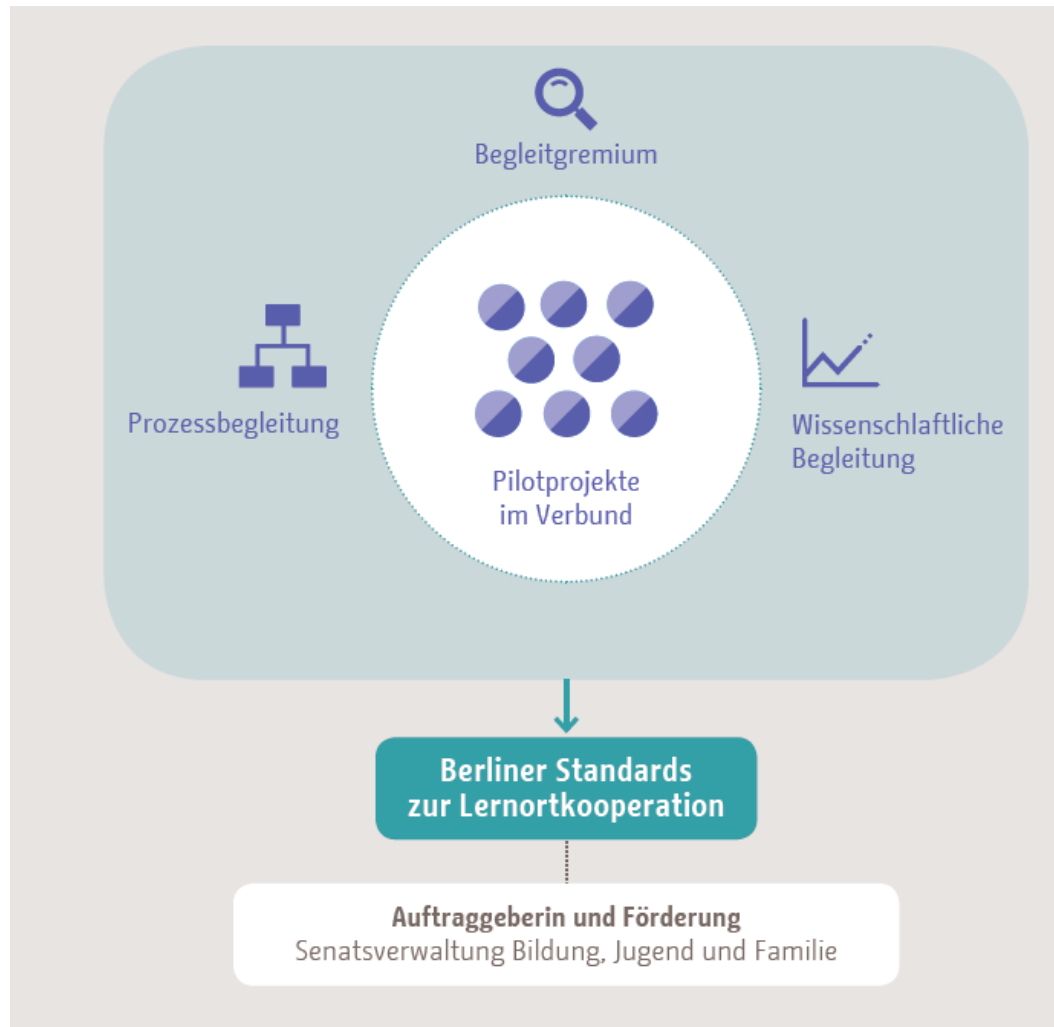 Begleitgremium
Prozessbegleitung
Wissenschlaftliche
Begleitung
Pilotprojekte
im Verbund
Berliner Standards
zur Lernortkooperation
Auftraggeberin und Förderung
Senatsverwaltung Bildung, Jugend und Familie